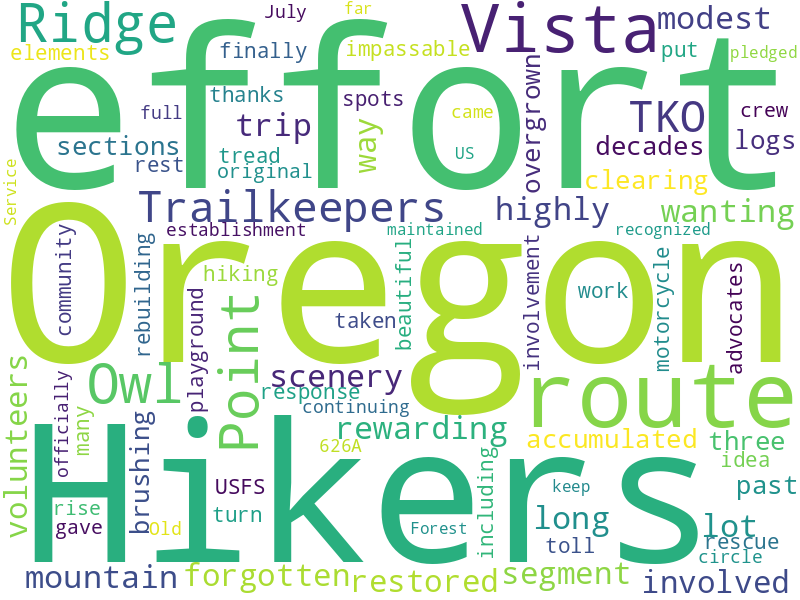 effort
Oregon
Hikers
Ridge
Vista
route
Point
Owl
Trailkeepers
TKO
modest
July
far
elements
finally
impassable
put
pledged
thanks
spots
overgrown
full
came
crew
trip
way
sections
decades
logs
rest
tread
US
original
clearing
Service
highly
wanting
establishment
maintained
recognized
community
rebuilding
hiking
beautiful
involvement
work
motorcycle
advocates
playground
taken
scenery
response
continuing
rewarding
accumulated
three
volunteers
officially
many
brushing
626A
idea
USFS
including
keep
past
rise
gave
Old
turn
Forest
long
lot
toll
rescue
circle
mountain
forgotten
restored
segment
involved